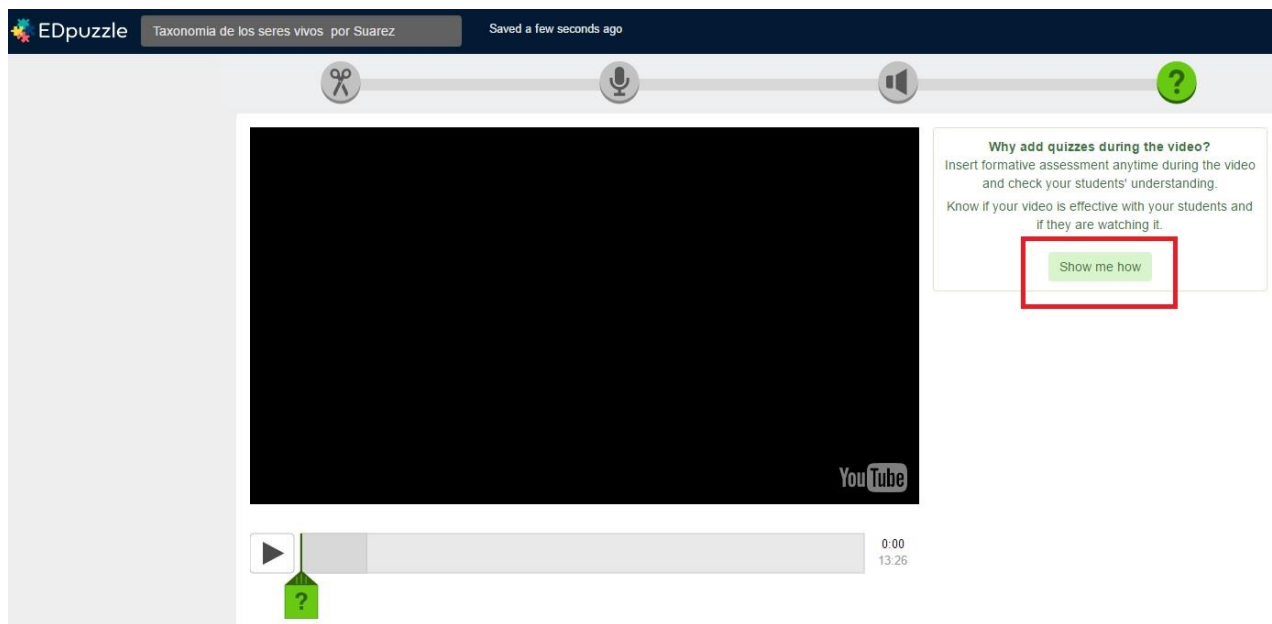 EDpuzzle
Taxonomia de los seres vivos por Suarez
Saved a few seconds ago
?
Why add quizzes during the video?
Insert formative assessment anytime during the video
and check your students' understanding.
Know if your video is effective with your students and
if they are watching it.
Show me how
YouTube
0:00
13:26
?